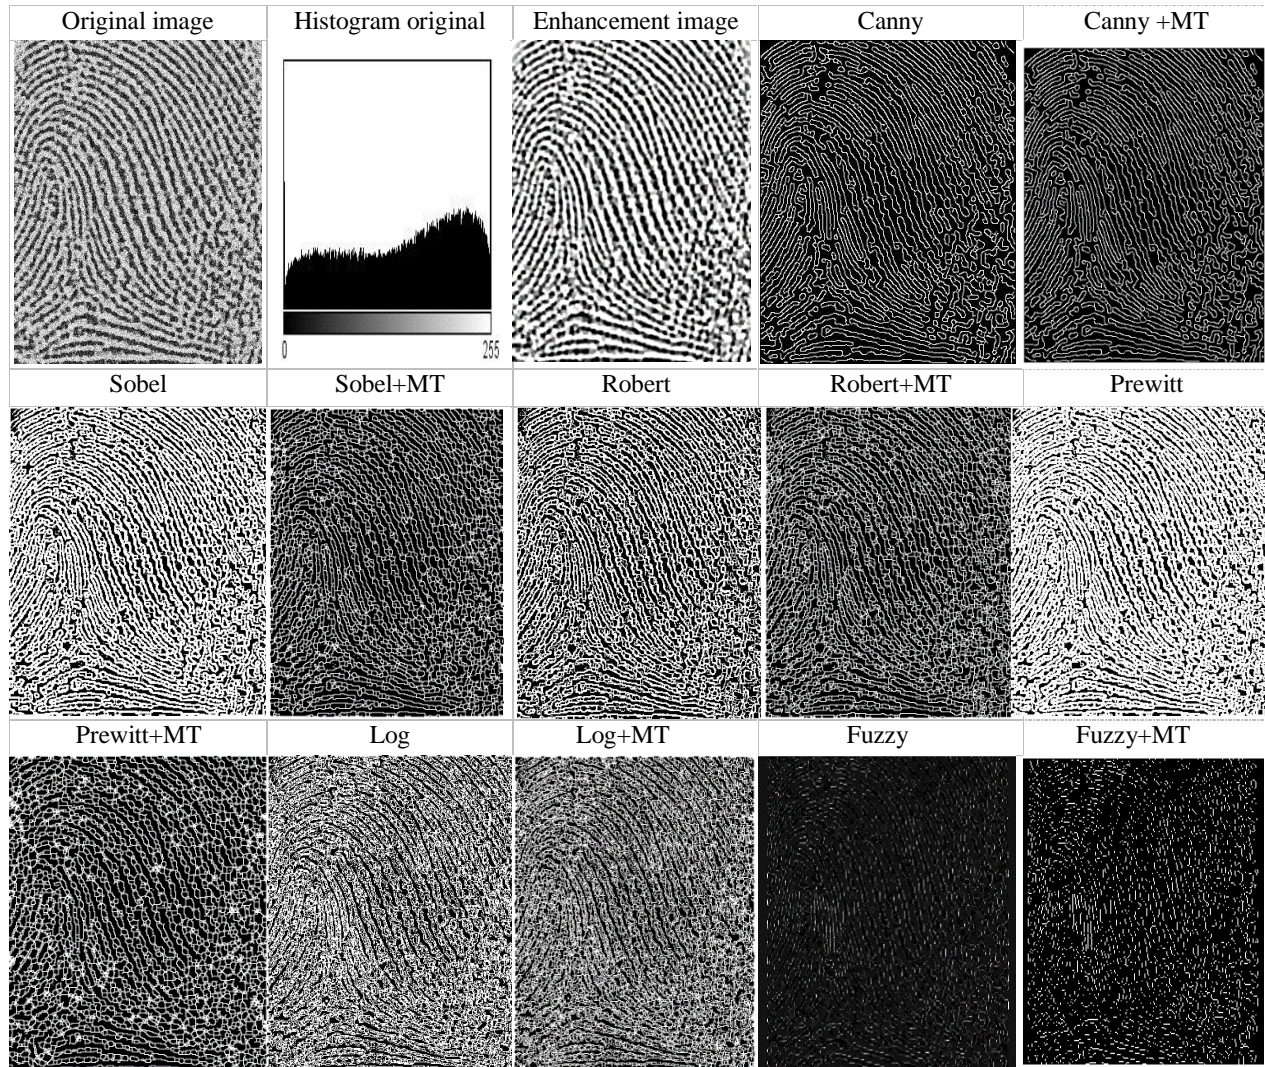 Original image
Histogram original
Enhancement image
Canny
Canny +MT
0
255
Sobel
Sobel+MT
Robert
Robert+MT
Prewitt
Prewitt+MT
Log
Log+MT
Fuzzy
Fuzzy+MT